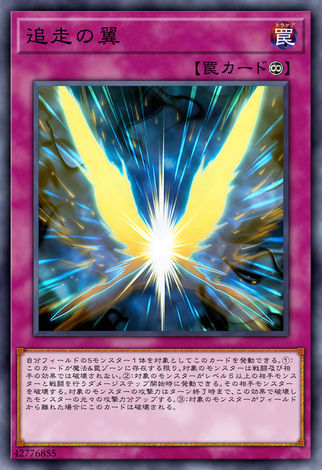 追走の翼
トラップ
罠
【罠カード】
自分フィールドのSモンスター1体を対象としてこのカードを発動できる。①:
このカードが魔法&罠ゾーンに存在する限り、対象のモンスターは戦闘及び相
手の効果では破壊されない。②:対象のモンスターがレベル5以上の相手モンス
ターと戦闘を行うダメージステップ開始時に発動できる。その相手モンスター
を破壊する。対象のモンスターの攻撃力はターン終了時まで、この効果で破壊し
たモンスターの元々の攻撃力分アップする。③:対象のモンスターがフィールド
から離れた場合にこのカードは破壊される。
42776855